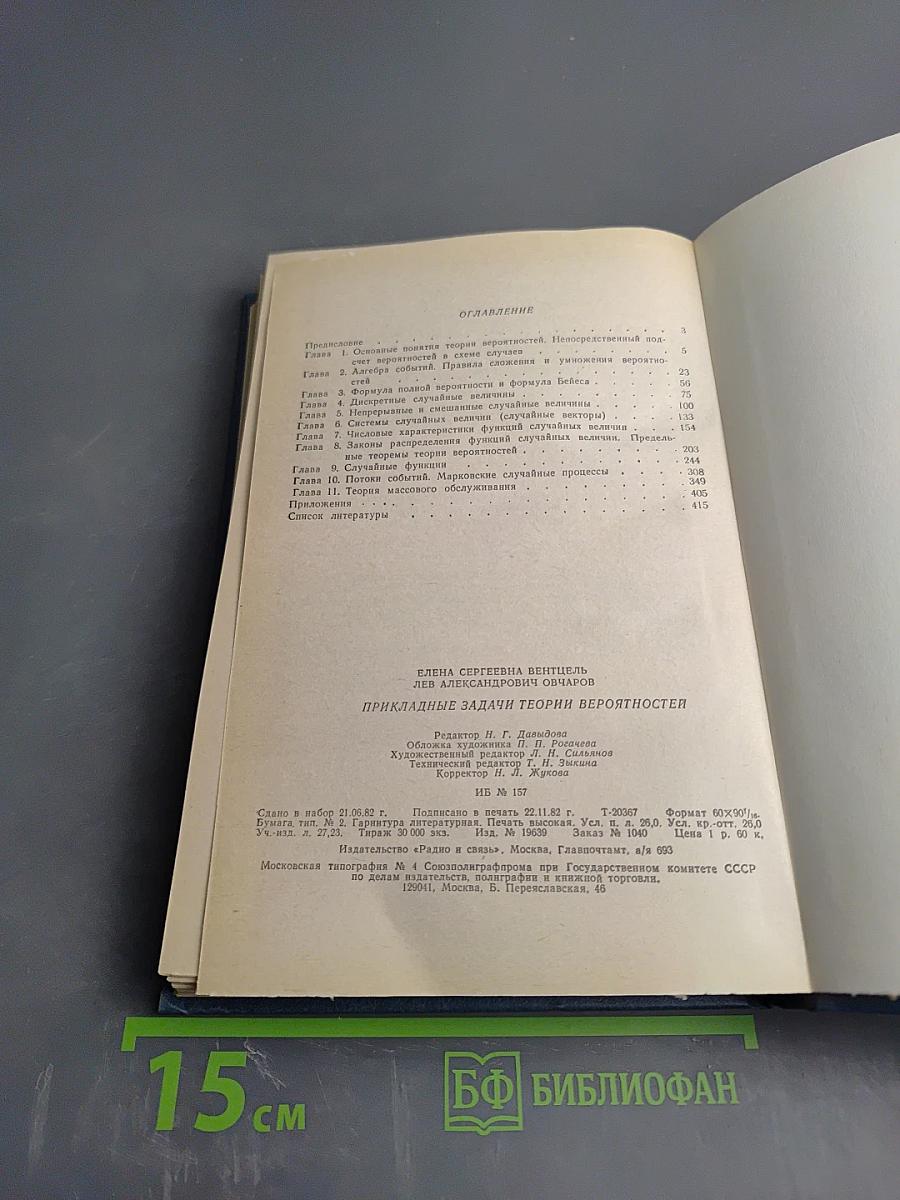 ОГЛАВЛЕНИЕ
Предисловие . . . . . . . . . . . . . . . . . 3
Глава 1. Основные понятия теории вероятностей. Непосредственный под-
счет вероятностей в схеме случаев . . . . . . . . . 5
Глава 2. Алгебра событий. Правила сложения и умножения вероятно-
стей . . . . . . . . . . . . . . . . . 23
Глава 3. Формула полной вероятности и формула Бейеса . . . . . 56
Глава 4. Дискретные случайные величины . . . . . . . . . 75
Глава 5. Непрерывные и смешанные случайные величины . . . . . 100
Глава 6. Системы случайных величин (случайные векторы) . . . . 133
Глава 7. Числовые характеристики функций случайных величин . . . 154
Глава 8. Законы распределения функций случайных величин. Предель-
ные теоремы теории вероятностей . . . . . . . . . 203
Глава 9. Случайные функции . . . . . . . . . . . . 244
Глава 10. Потоки событий. Марковские случайные процессы . . . . 308
Глава 11. Теория массового обслуживания . . . . . . . . . 349
Приложения . . . . . . . . . . . . . . . . . 405
Список литературы . . . . . . . . . . . . . . . 415
ЕЛЕНА СЕРГЕЕВНА ВЕНТЦЕЛЬ
ЛЕВ АЛЕКСАНДРОВИЧ ОВЧАРОВ
ПРИКЛАДНЫЕ ЗАДАЧИ ТЕОРИИ ВЕРОЯТНОСТЕЙ
Редактор Н. Г. Давыдова
Обложка художника П. П. Рогачева
Художественный редактор Л. Н. Сильянов
Технический редактор Т. Н. Зыкина
Корректор Н. Л. Жукова
ИБ № 157
Сдано в набор 21.06.82 г. Подписано в печать 22.11.82 г. Т-20367 Формат 60×90¹/₁₆.
Бумага тип. № 2. Гарнитура литературная. Печать высокая. Усл. п. л. 26,0. Усл. кр.-отт. 26,0
Уч.-изд. л. 27,23. Тираж 30 000 экз. Изд. № 19639 Заказ № 1040 Цена 1 р. 60 к.
Издательство «Радио и связь». Москва, Главпочтамт, а/я 693
Московская типография № 4 Союзполиграфпрома при Государственном комитете СССР
по делам издательств, полиграфии и книжной торговли.
129041, Москва, Б. Переяславская, 46
15 см
БФ БИБЛИОФАН